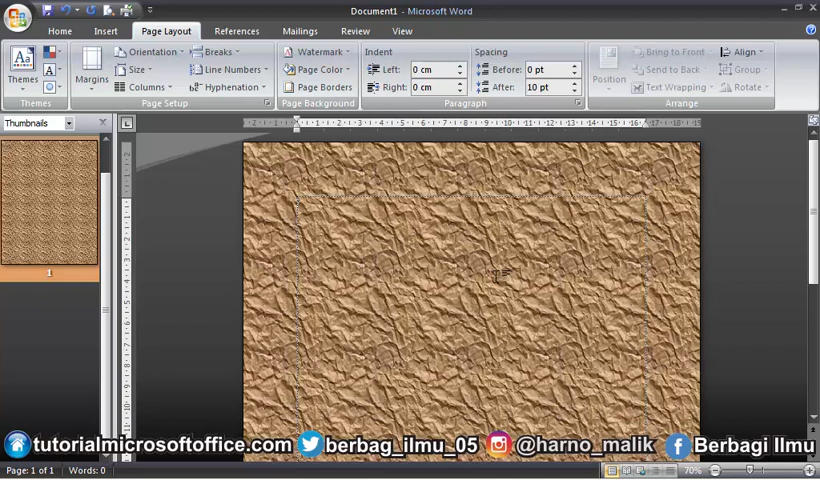 Document1 - Microsoft Word
Home Insert Page Layout References Mailings Review View
Themes
Themes
Margins
Orientation
Size
Columns
Breaks
Line Numbers
Hyphenation
Page Setup
Watermark
Page Color
Page Borders
Page Background
Indent
Left: 0 cm
Right: 0 cm
Spacing
Before: 0 pt
After: 10 pt
Paragraph
Position
Bring to Front
Send to Back
Text Wrapping
Align
Group
Rotate
Arrange
Thumbnails
1
tutorialmicrosoftoffice.com berbag_ilmu_05 @harno_malik Berbagi Ilmu
Page: 1 of 1 Words: 0 70%